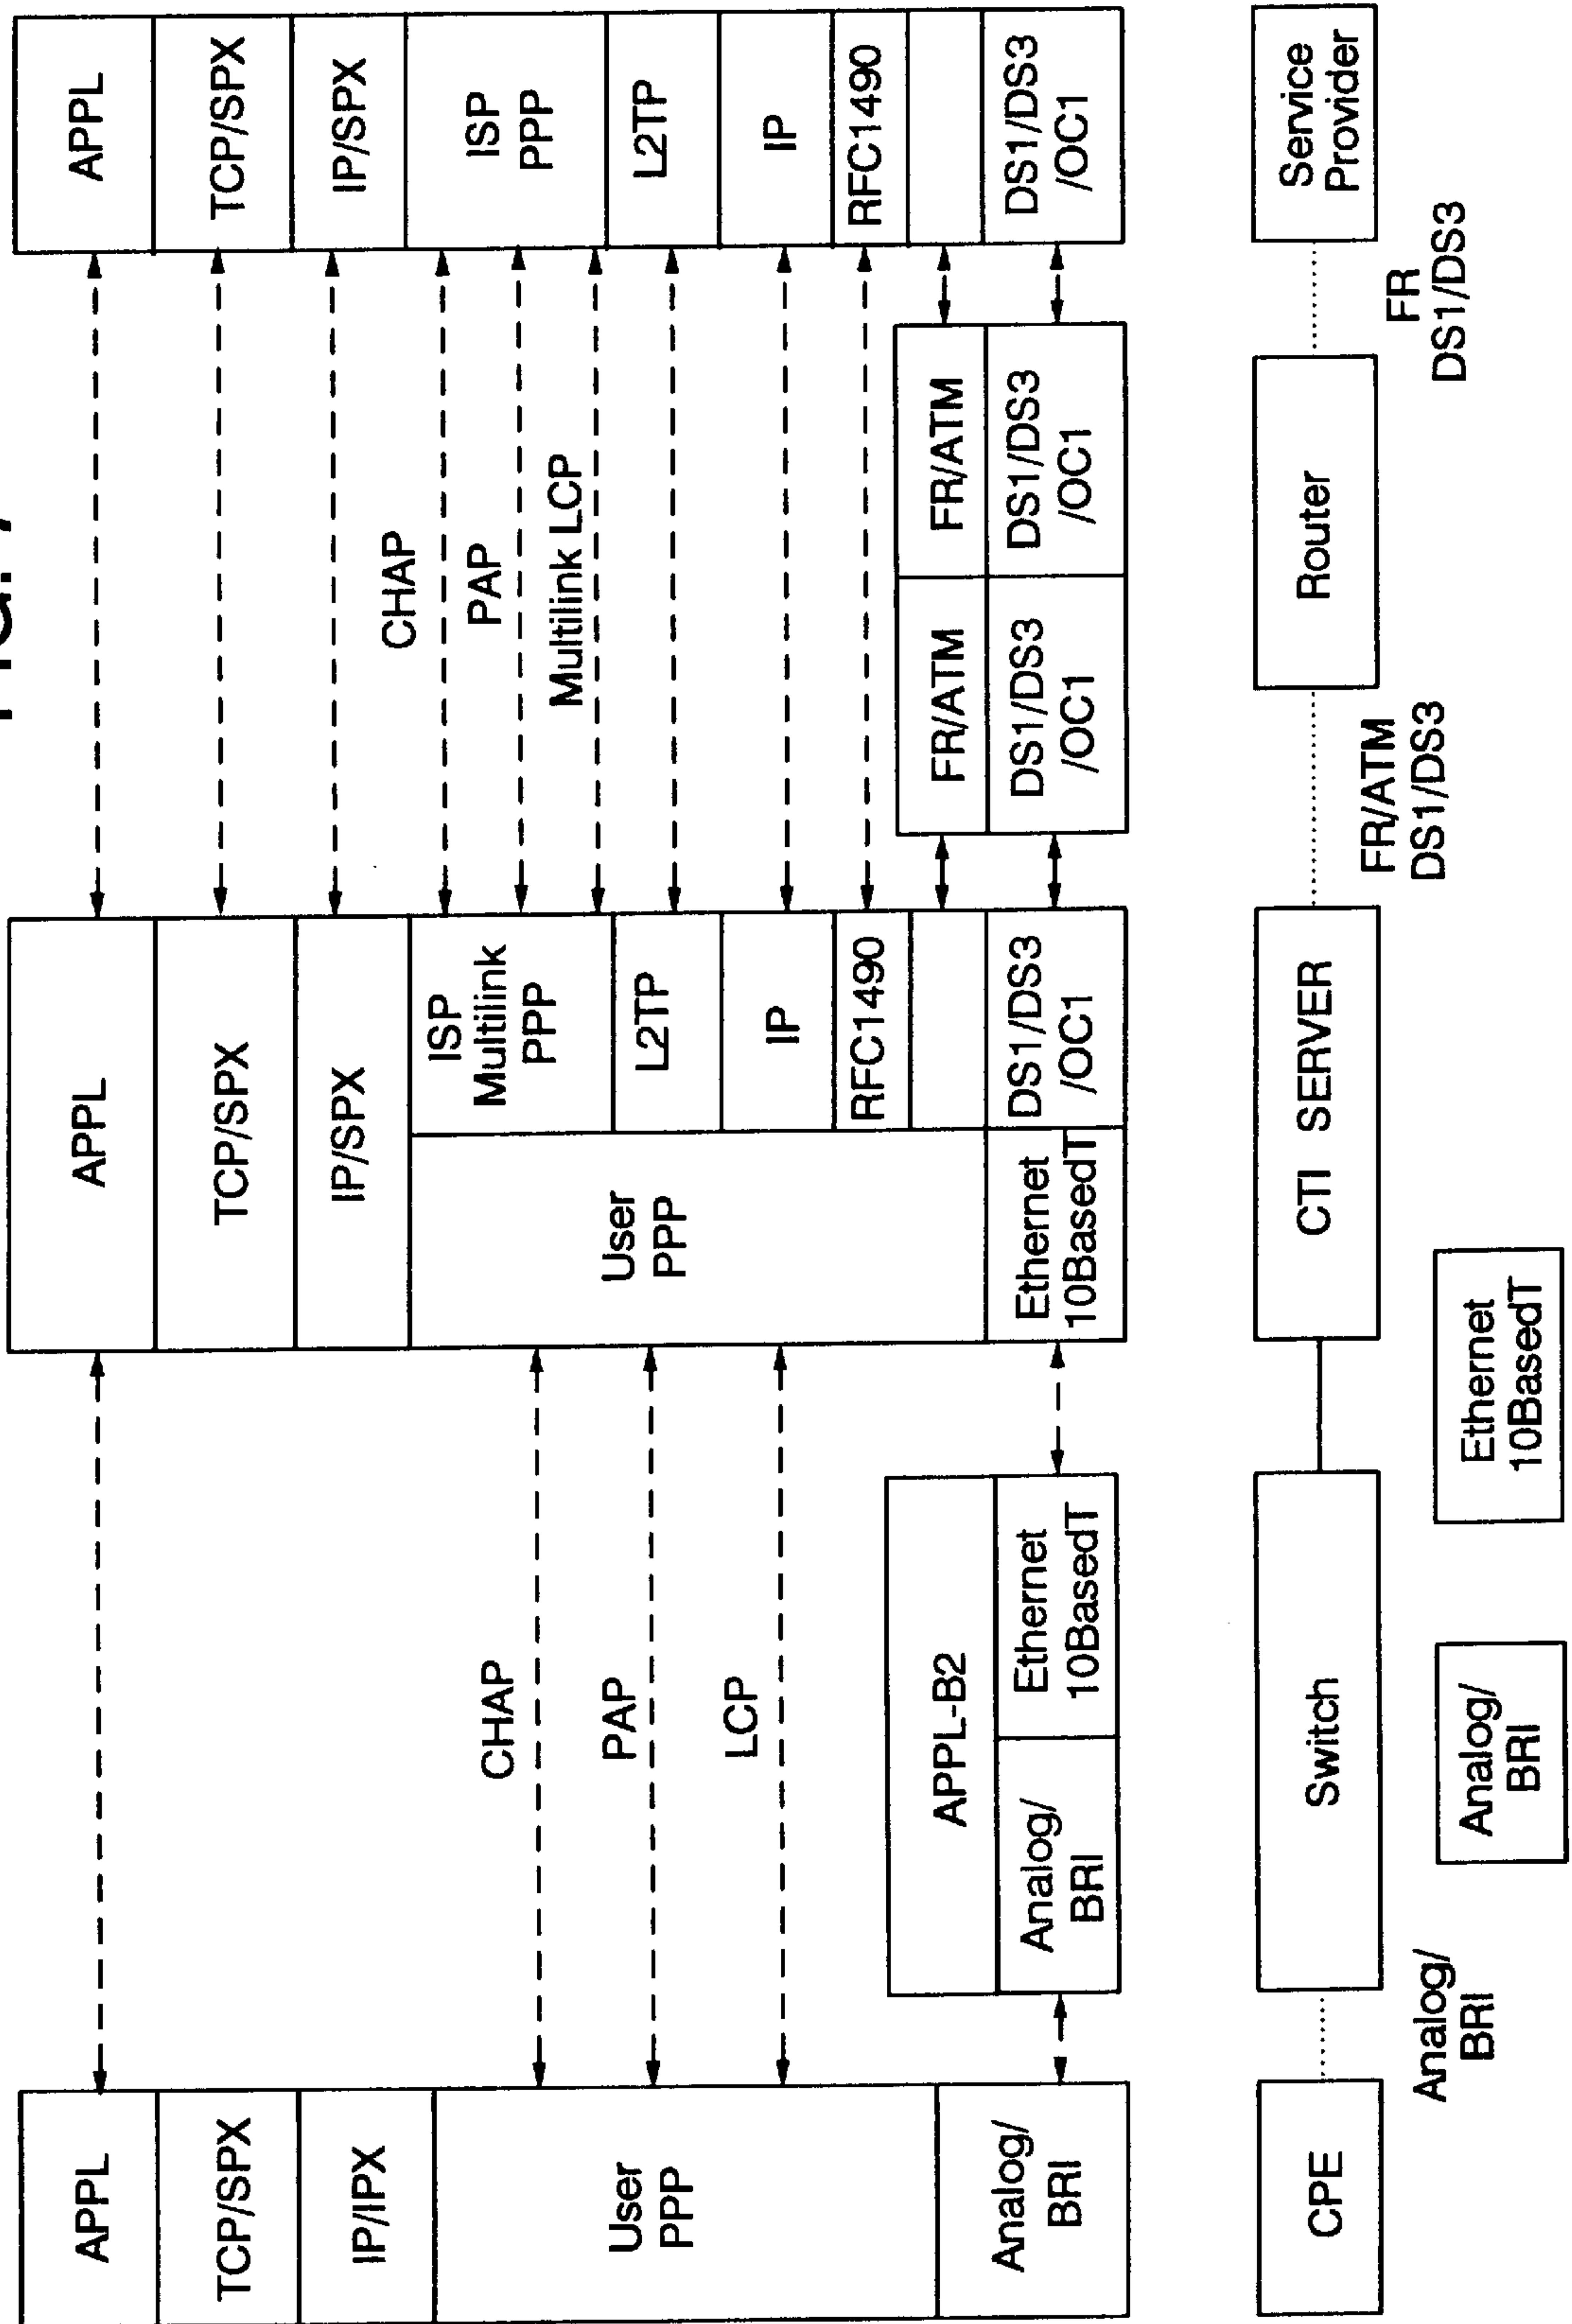 APPL
TCP/SPX
IP/IPX
User
PPP
Analog/
BRI
CHAP
PAP
LCP
APPL-B2
Analog/
BRI
Ethernet
10BasedT
APPL
TCP/SPX
IP/SPX
User
PPP
Ethernet
10BasedT
ISP
Multilink
PPP
L2TP
IP
RFC1490
DS1/DS3
/OC1
CHAP
PAP
Multilink LCP
FR/ATM
DS1/DS3
/OC1
FR/ATM
DS1/DS3
/OC1
APPL
TCP/SPX
IP/SPX
ISP
PPP
L2TP
IP
RFC1490
DS1/DS3
/OC1
CPE
Switch
CTI SERVER
Router
Service
Provider
Analog/
BRI
Analog/
BRI
Ethernet
10BasedT
FR/ATM
DS1/DS3
FR
DS1/DS3